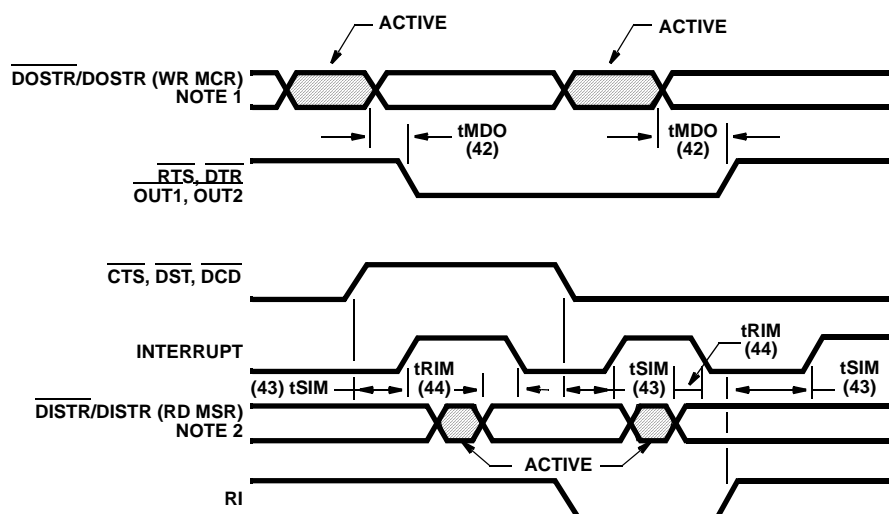 ACTIVE ACTIVE
DOSTR/DOSTR (WR MCR)
NOTE 1
tMDO
(42)
tMDO
(42)
RTS, DTR
OUT1, OUT2
CTS, DST, DCD
INTERRUPT
tRIM
(44)
(43) tSIM
tRIM
(44)
tSIM
(43)
tSIM
(43)
DISTR/DISTR (RD MSR)
NOTE 2
ACTIVE
RI